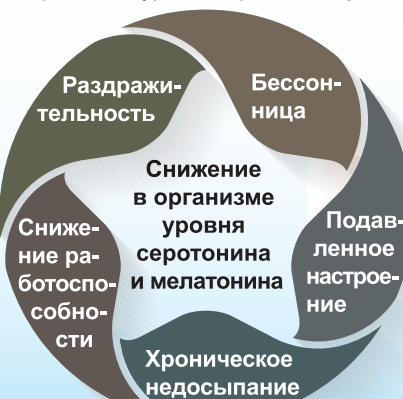 Раздражи-
тельность
Бессон-
ница
Снижение
в организме
уровня
серотонина
и мелатонина
Подав-
ленное
настрое-
ние
Сниже-
ние ра-
ботоспо-
собно-
сти
Хроническое
недосыпание